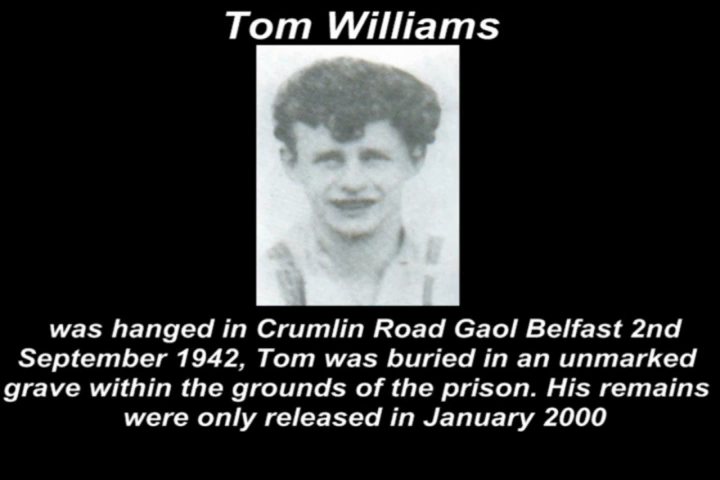 Tom Williams
was hanged in Crumlin Road Gaol Belfast 2nd
September 1942, Tom was buried in an unmarked
grave within the grounds of the prison. His remains
were only released in January 2000